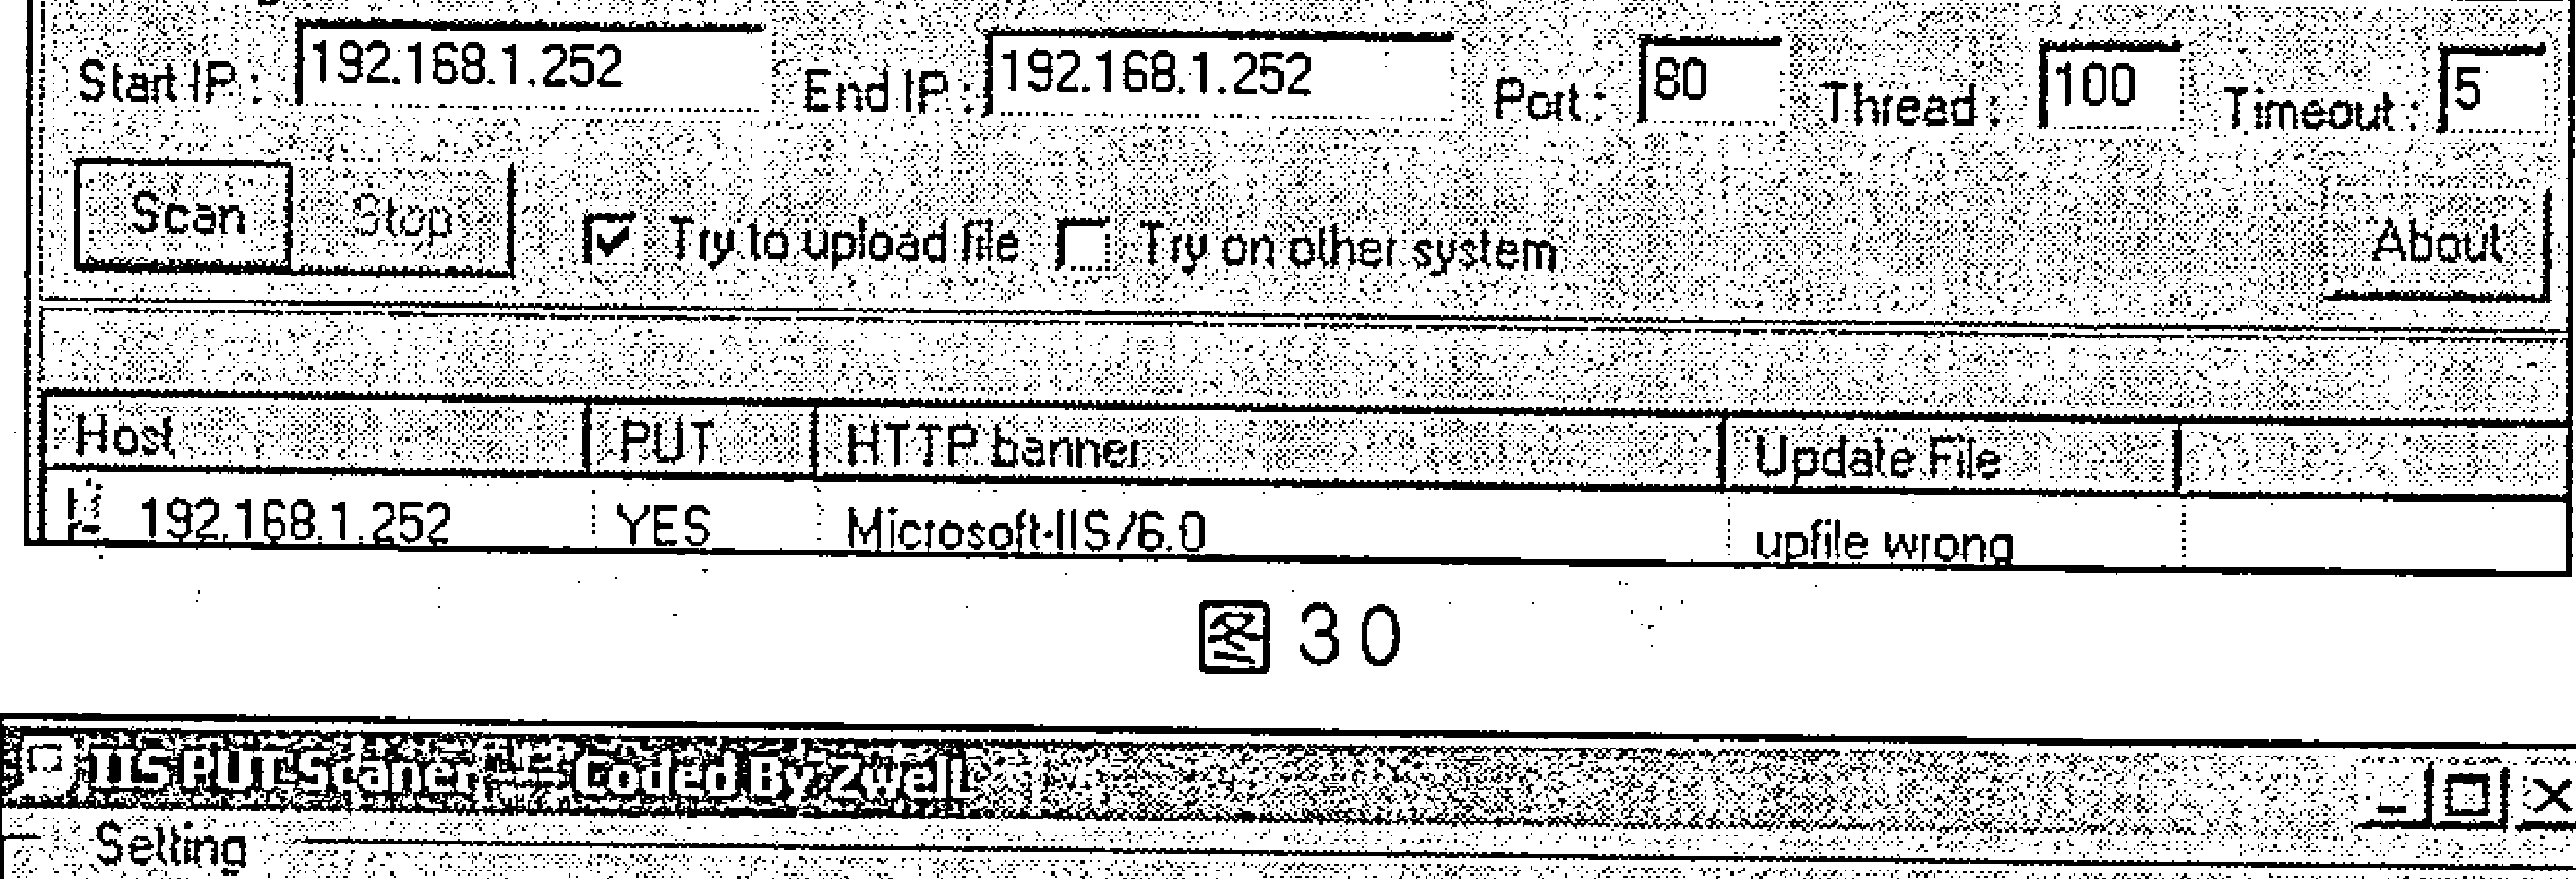 Start IP: 192.168.1.252 End IP: 192.168.1.252 Port: 80 Thread: 100 Timeout: 5
Scan Stop Try to upload file Try on other system About
Host PUT HTTP banner Update File
192.168.1.252 YES Microsoft-IIS/6.0 upfile wrong
图 30
IIS PUT Scaner Coded By Zwell
Setting